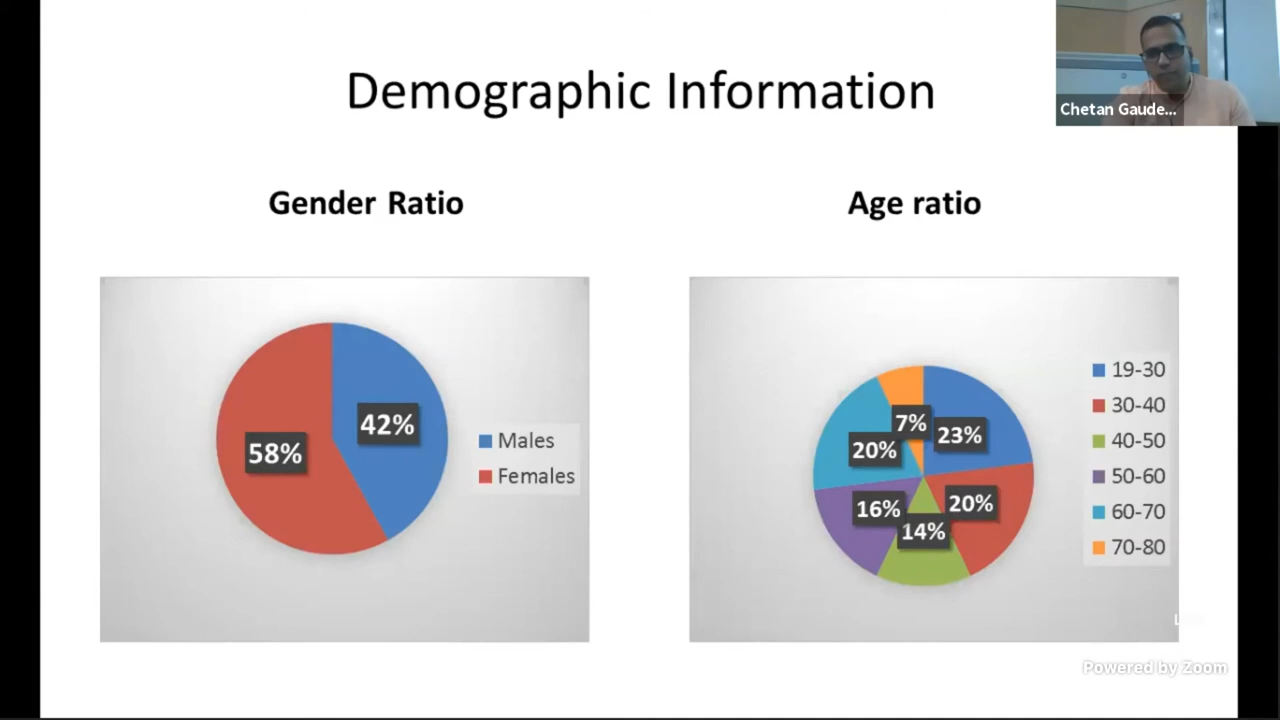 Demographic Information
Chetan Gaude...
Gender Ratio
Age ratio
42%
58%
Males
Females
7%
23%
20%
20%
16%
14%
19-30
30-40
40-50
50-60
60-70
70-80
Powered by Zoom